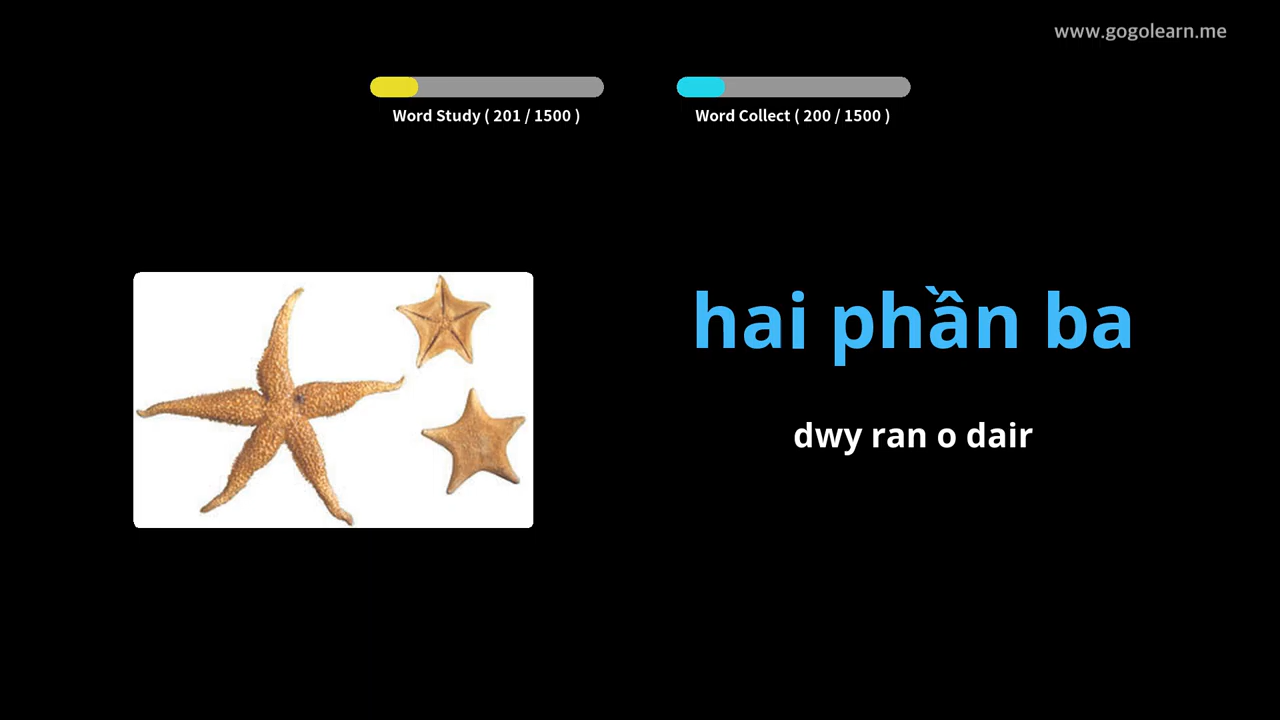 www.gogolearn.me
Word Study ( 201 / 1500 )
Word Collect ( 200 / 1500 )
hai phần ba
dwy ran o dair